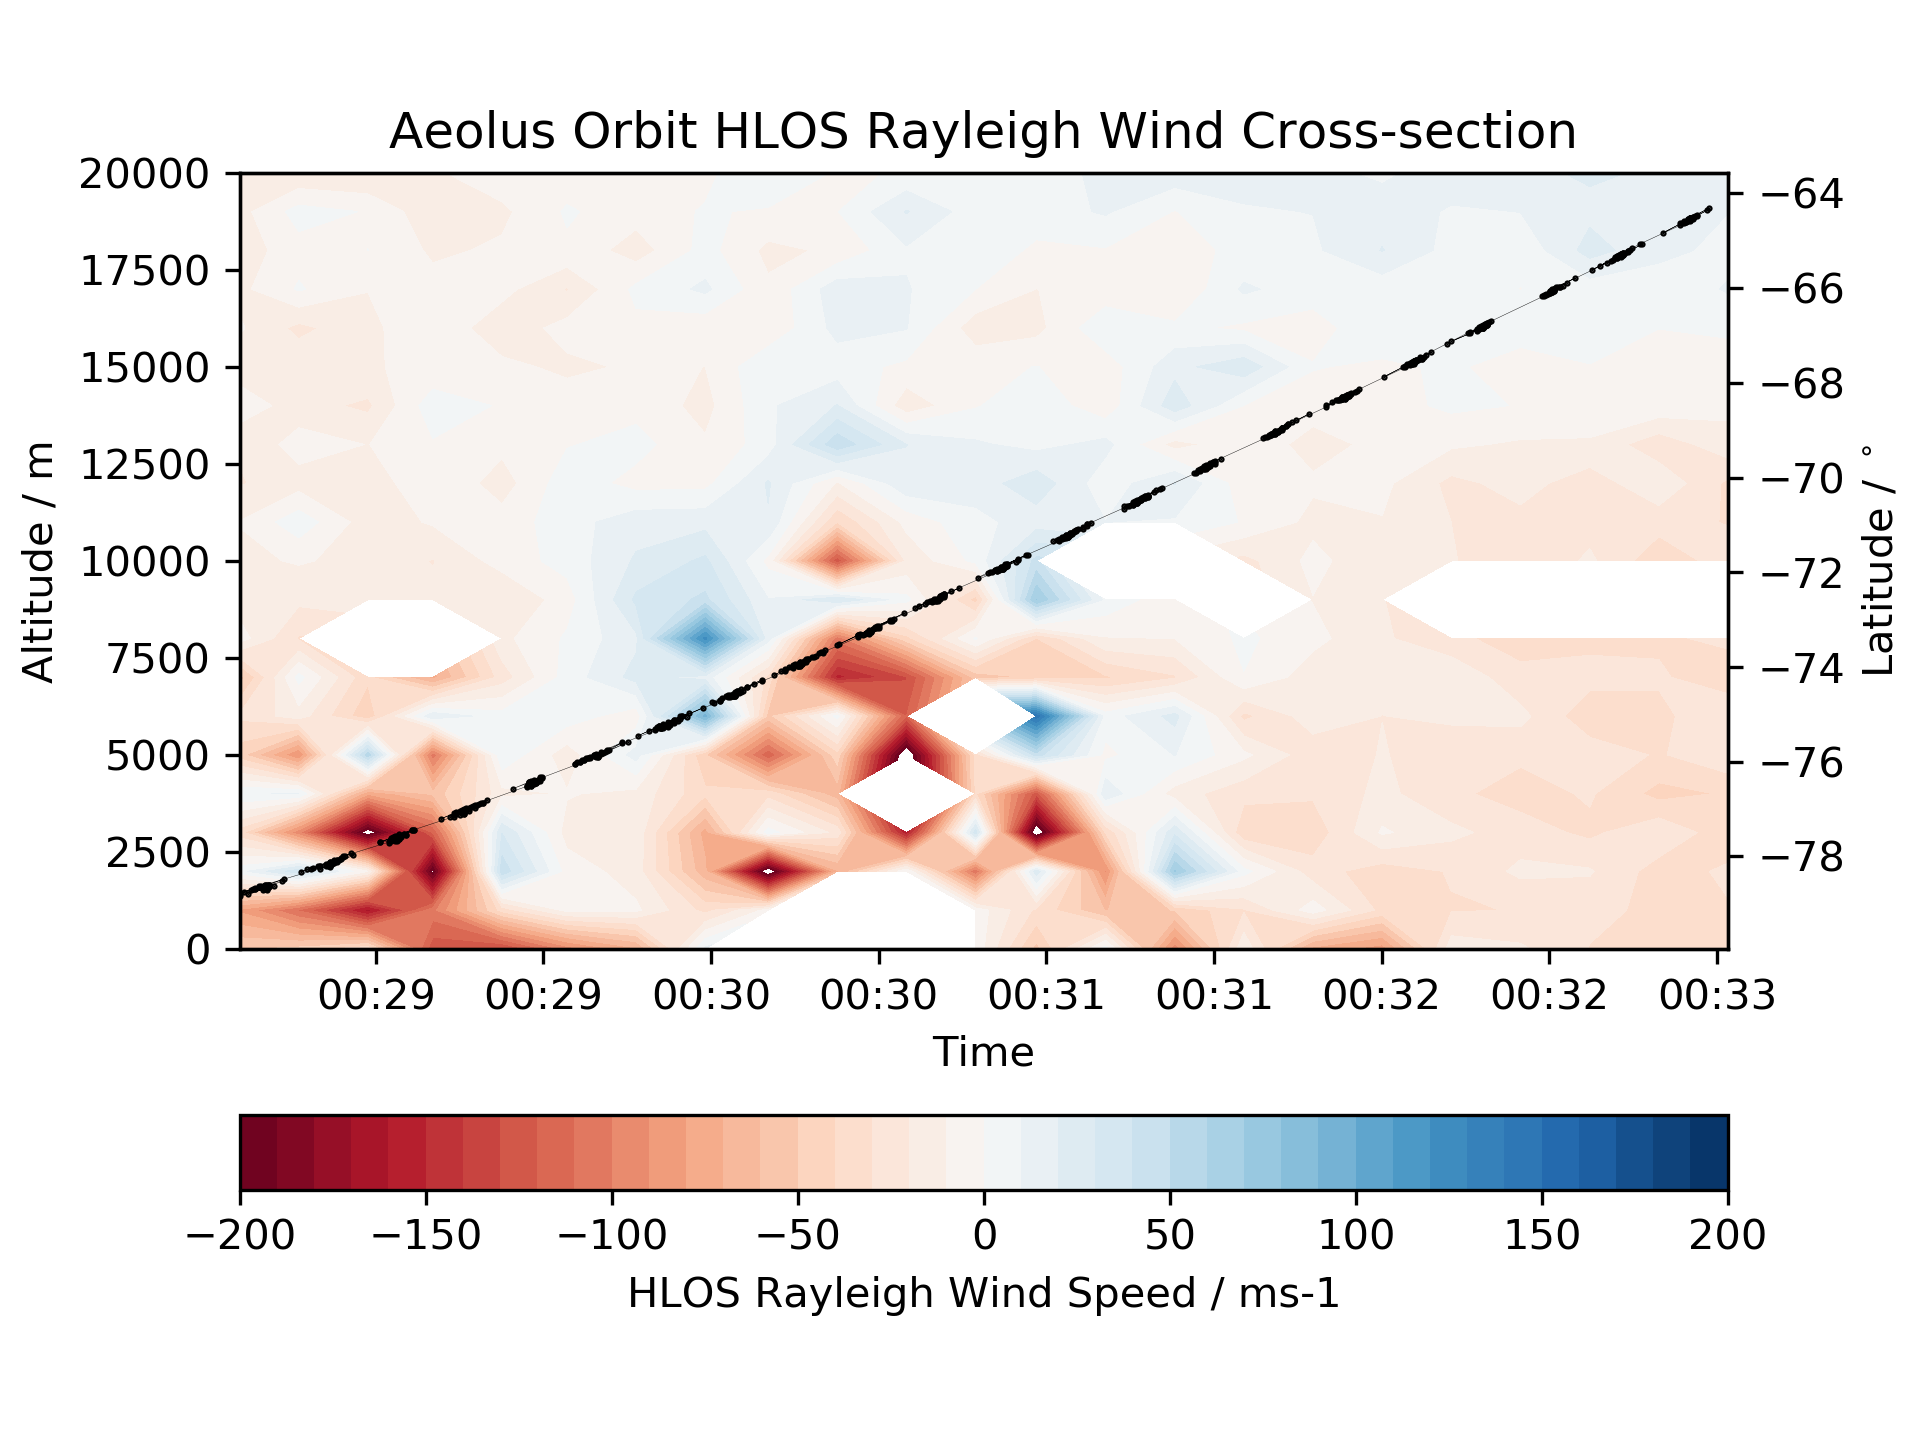 Aeolus Orbit HLOS Rayleigh Wind Cross-section
20000
17500
15000
12500
10000
7500
5000
2500
0
Altitude / m
−64
−66
−68
−70
−72
−74
−76
−78
Latitude / °
00:29 00:29 00:30 00:30 00:31 00:31 00:32 00:32 00:33
Time
−200 −150 −100 −50 0 50 100 150 200
HLOS Rayleigh Wind Speed / ms-1